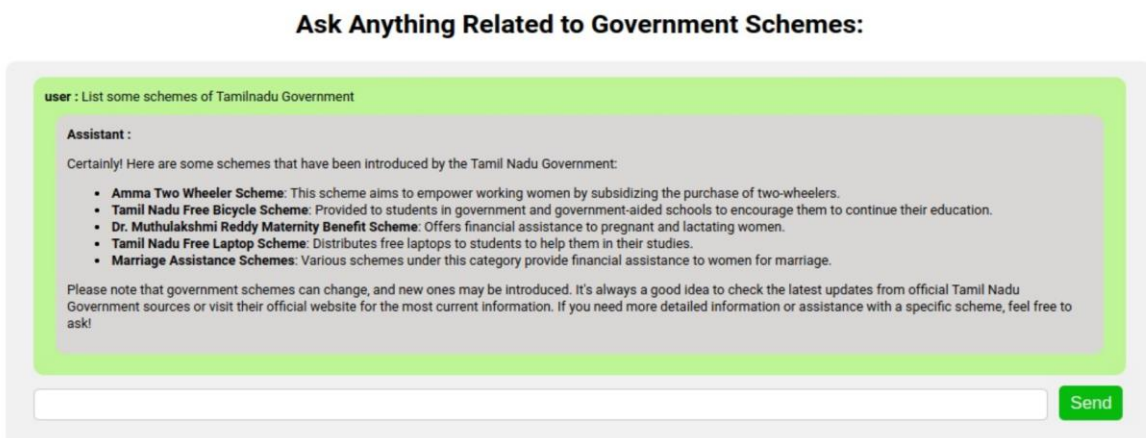 Ask Anything Related to Government Schemes:
user : List some schemes of Tamilnadu Government
Assistant :
Certainly! Here are some schemes that have been introduced by the Tamil Nadu Government:
• Amma Two Wheeler Scheme: This scheme aims to empower working women by subsidizing the purchase of two-wheelers.
• Tamil Nadu Free Bicycle Scheme: Provided to students in government and government-aided schools to encourage them to continue their education.
• Dr. Muthulakshmi Reddy Maternity Benefit Scheme: Offers financial assistance to pregnant and lactating women.
• Tamil Nadu Free Laptop Scheme: Distributes free laptops to students to help them in their studies.
• Marriage Assistance Schemes: Various schemes under this category provide financial assistance to women for marriage.
Please note that government schemes can change, and new ones may be introduced. It's always a good idea to check the latest updates from official Tamil Nadu
Government sources or visit their official website for the most current information. If you need more detailed information or assistance with a specific scheme, feel free to
ask!
Send